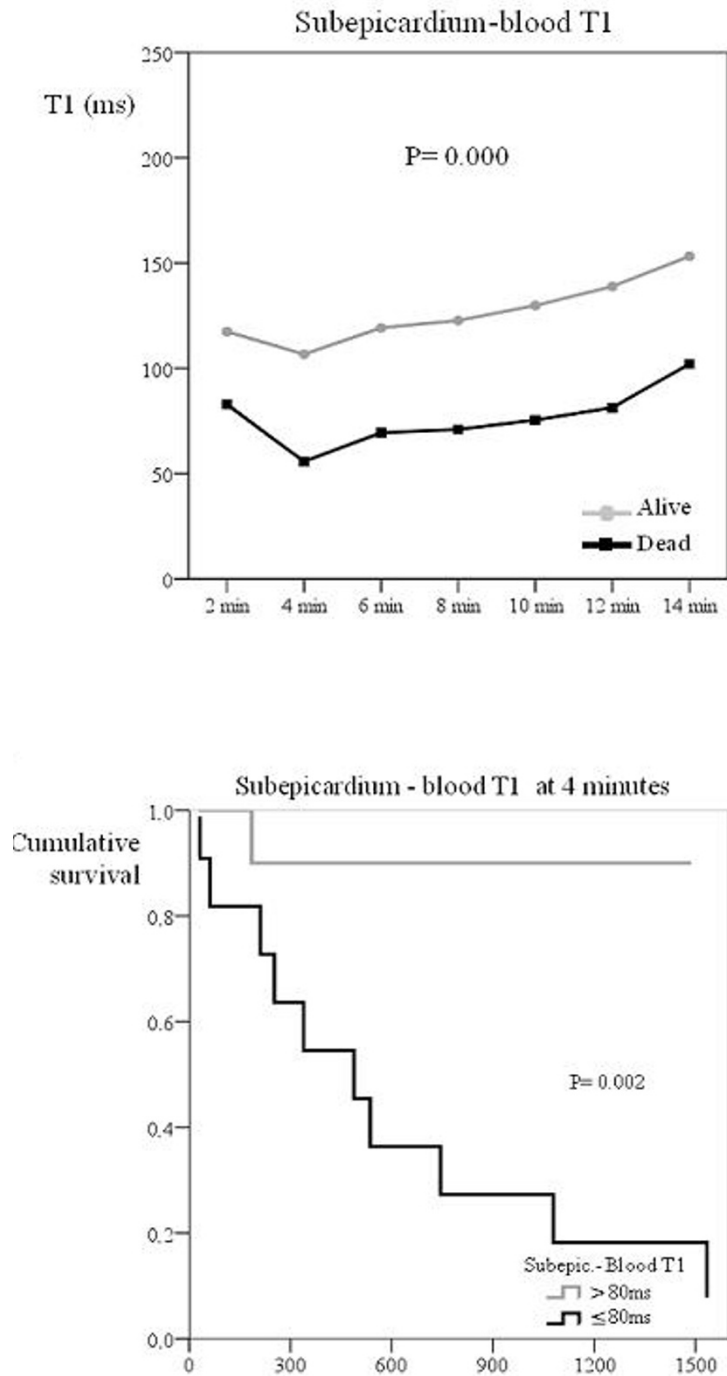 Subepicardium-blood T1
T1 (ms)
250
200
150
100
50
0
P= 0.000
Alive
Dead
2 min 4 min 6 min 8 min 10 min 12 min 14 min
Subepicardium - blood T1 at 4 minutes
Cumulative
survival
1.0
0.8
0.6
0.4
0.2
0.0
P= 0.002
Subepic.- Blood T1
> 80ms
≤80ms
0 300 600 900 1200 1500